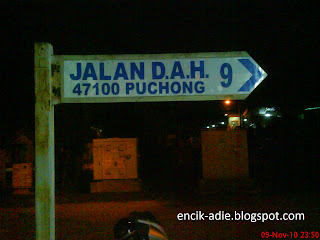 JALAN D.A.H. 9
47100 PUCHONG
encik-adie.blogspot.com
09-Nov-10 23:50